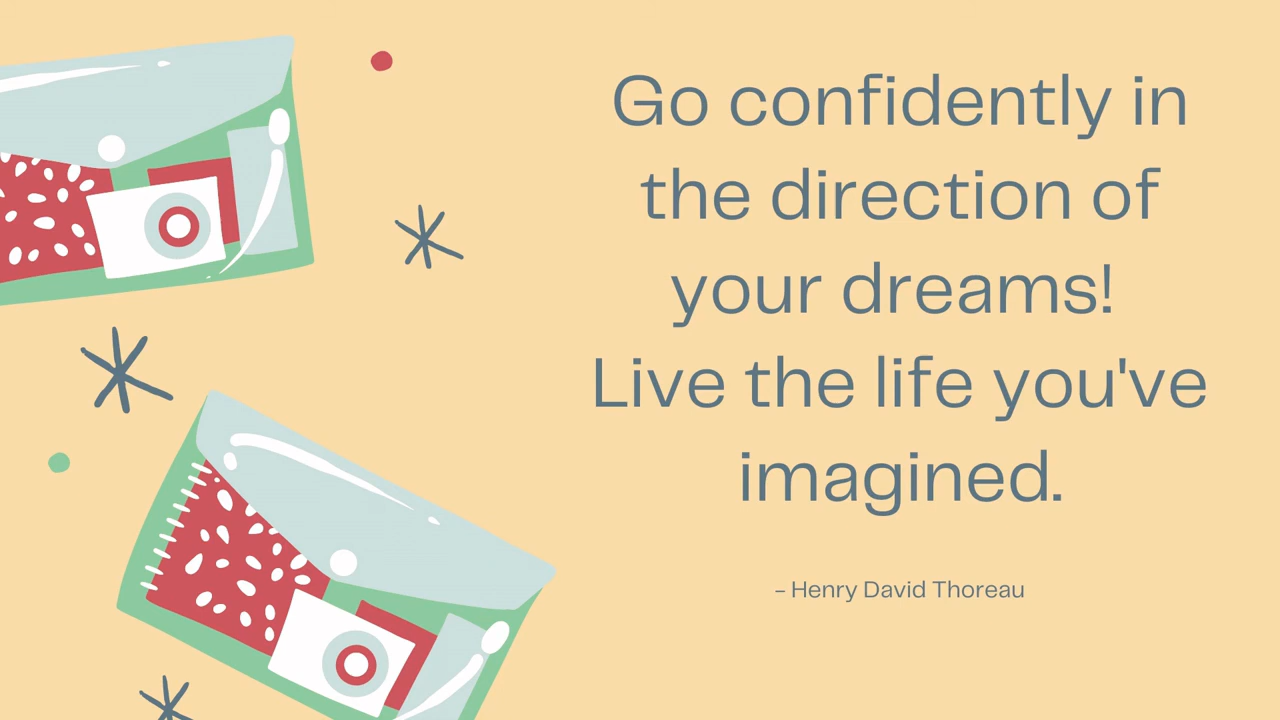 Go confidently in
the direction of
your dreams!
Live the life you've
imagined.
– Henry David Thoreau